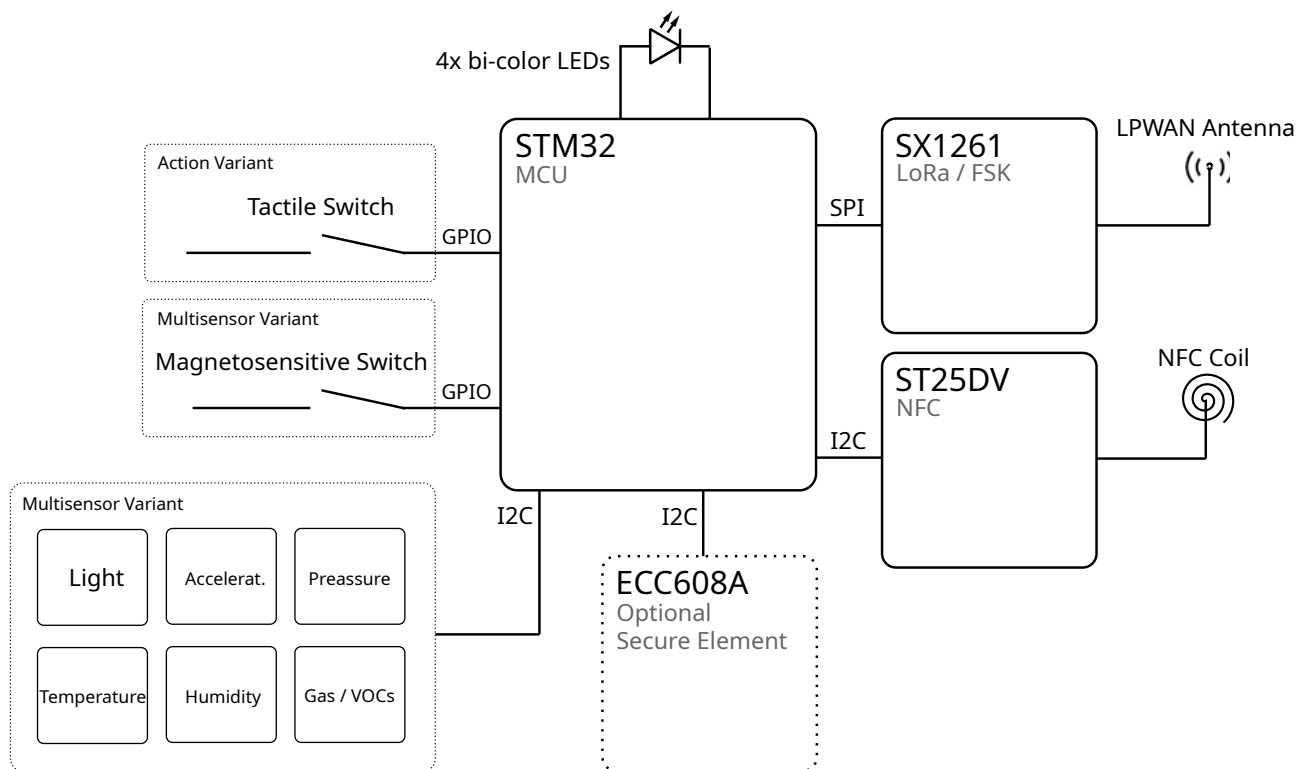 4x bi-color LEDs
STM32
MCU
SX1261
LoRa / FSK
LPWAN Antenna
Action Variant
Tactile Switch
GPIO
SPI
Multisensor Variant
Magnetosensitive Switch
GPIO
ST25DV
NFC
NFC Coil
I2C
Multisensor Variant
I2C
I2C
Light
Accelerat.
Preassure
Temperature
Humidity
Gas / VOCs
ECC608A
Optional
Secure Element